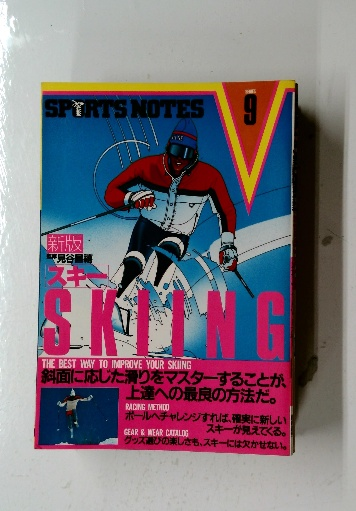 SPORTS NOTES
9
新版
スキー
SKIING
THE BEST WAY TO IMPROVE YOUR SKIING
斜面に応じた滑りをマスターすることが、
上達への最良の方法だ。
RACING METHOD
ポールへチャレンジすれば、確実に新しい
スキーが見えてくる。
GEAR & WEAR CATALOG
グッズ選びの楽しさも、スキーには欠かせない。